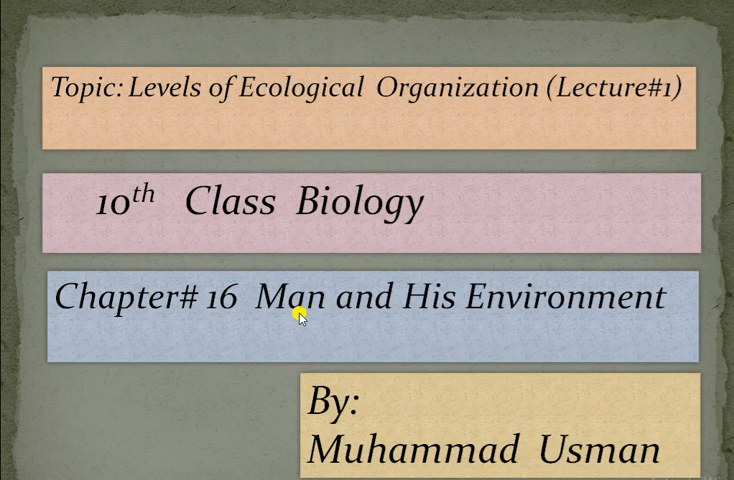 Topic: Levels of Ecological Organization (Lecture#1)
10th Class Biology
Chapter# 16 Man and His Environment
By:
Muhammad Usman